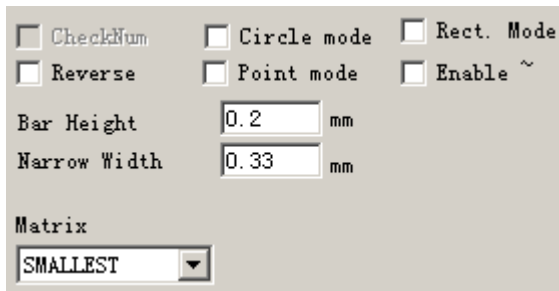 CheckNum Circle mode Rect. Mode
Reverse Point mode Enable ~
Bar Height 0.2 mm
Narrow Width 0.33 mm
Matrix
SMALLEST